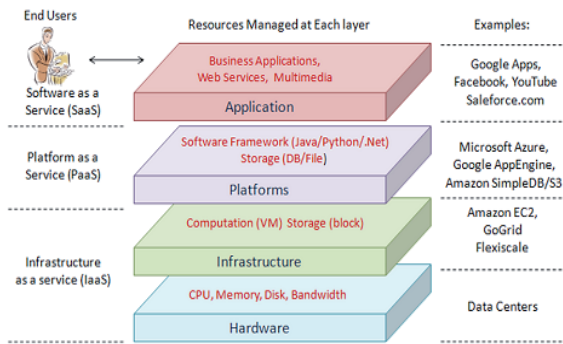 End Users
Resources Managed at Each layer
Examples:
Software as a
Service (SaaS)
Business Applications,
Web Services, Multimedia
Application
Google Apps,
Facebook, YouTube
Saleforce.com
Platform as a
Service (PaaS)
Software Framework (Java/Python/.Net)
Storage (DB/File)
Platforms
Microsoft Azure,
Google AppEngine,
Amazon SimpleDB/S3
Infrastructure
as a service (IaaS)
Computation (VM) Storage (block)
Infrastructure
Amazon EC2,
GoGrid
Flexiscale
CPU, Memory, Disk, Bandwidth
Hardware
Data Centers